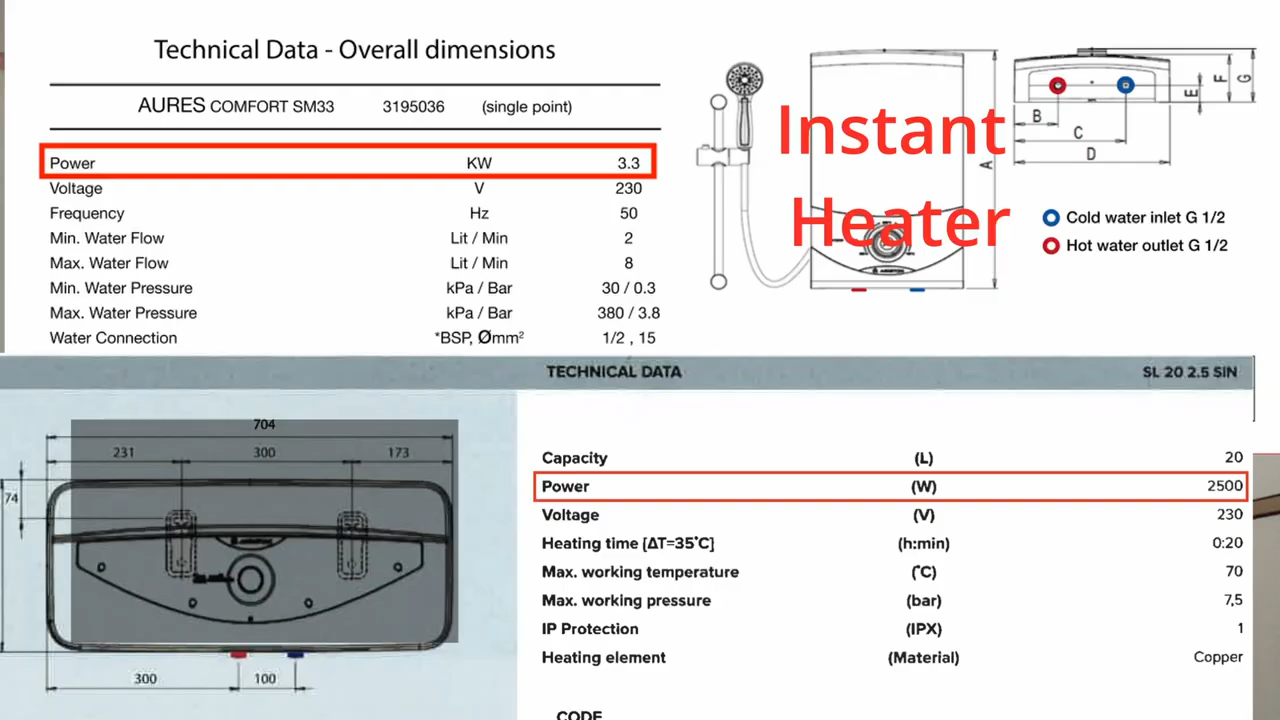 Technical Data - Overall dimensions
AURES COMFORT SM33 3195036 (single point)
Power KW 3.3
Voltage V 230
Frequency Hz 50
Min. Water Flow Lit / Min 2
Max. Water Flow Lit / Min 8
Min. Water Pressure kPa / Bar 30 / 0.3
Max. Water Pressure kPa / Bar 380 / 3.8
Water Connection *BSP, Ømm² 1/2 , 15
Instant
Heater
A
B
C
D
E
F
G
Cold water inlet G 1/2
Hot water outlet G 1/2
TECHNICAL DATA SL 20 2.5 SIN
704
231 300 173
74
300 100
Capacity (L) 20
Power (W) 2500
Voltage (V) 230
Heating time [ΔT=35°C] (h:min) 0:20
Max. working temperature (°C) 70
Max. working pressure (bar) 7,5
IP Protection (IPX) 1
Heating element (Material) Copper
CODE